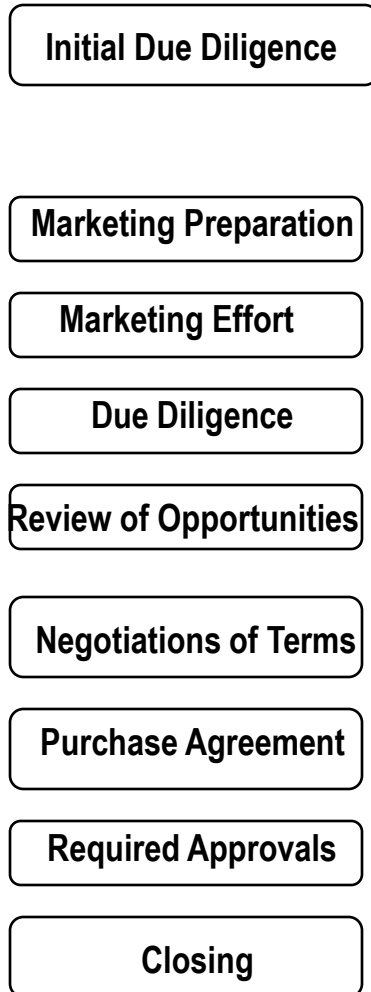 Initial Due Diligence
Marketing Preparation
Marketing Effort
Due Diligence
Review of Opportunities
Negotiations of Terms
Purchase Agreement
Required Approvals
Closing